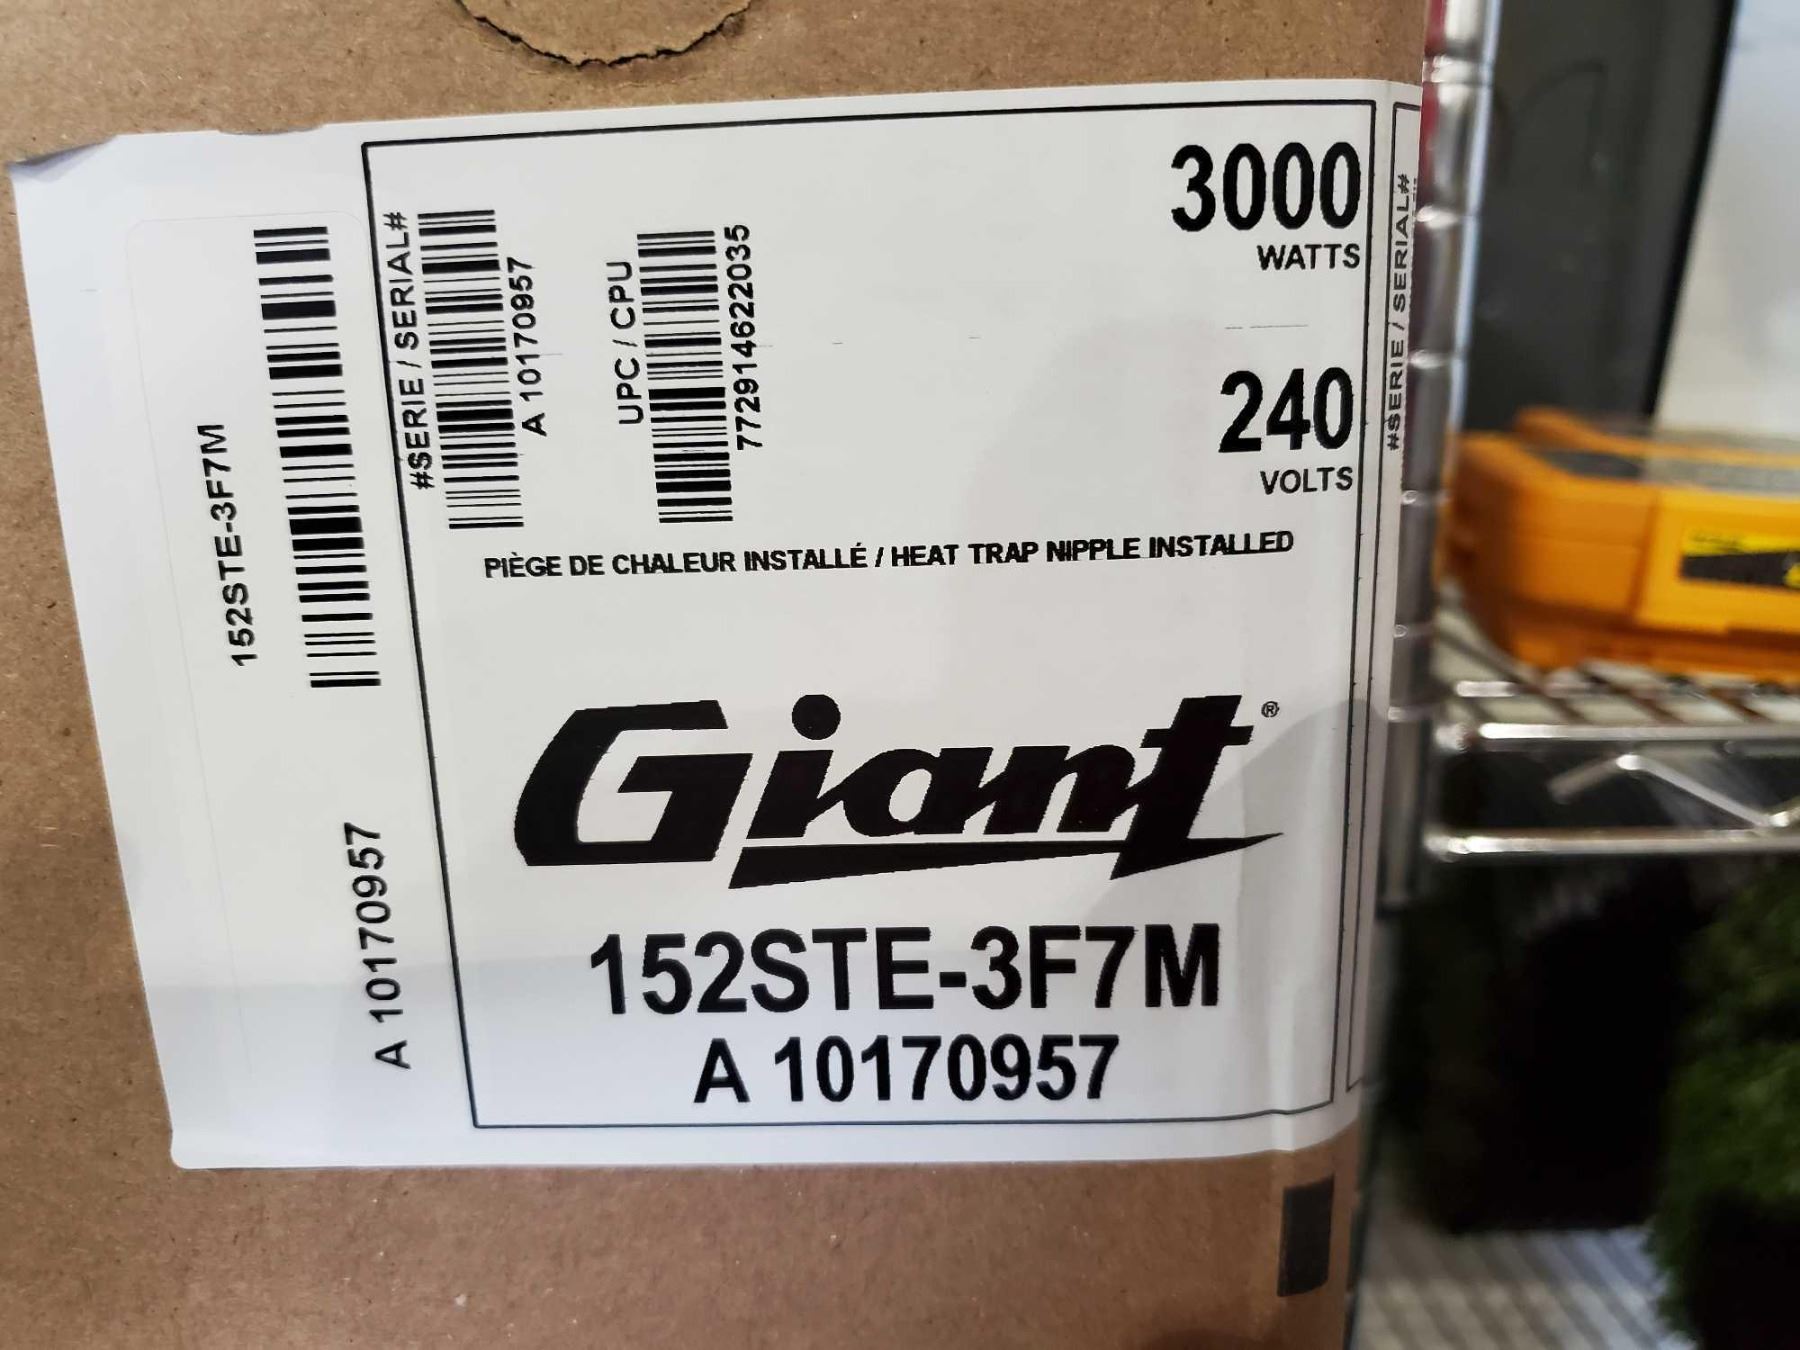 152STE-3F7M
A 10170957
#SERIE / SERIAL#
A 10170957
UPC / CPU
772914622035
3000
WATTS
240
VOLTS
#SERIE / SERIAL#
PIÈGE DE CHALEUR INSTALLÉ / HEAT TRAP NIPPLE INSTALLED
Giant®
152STE-3F7M
A 10170957